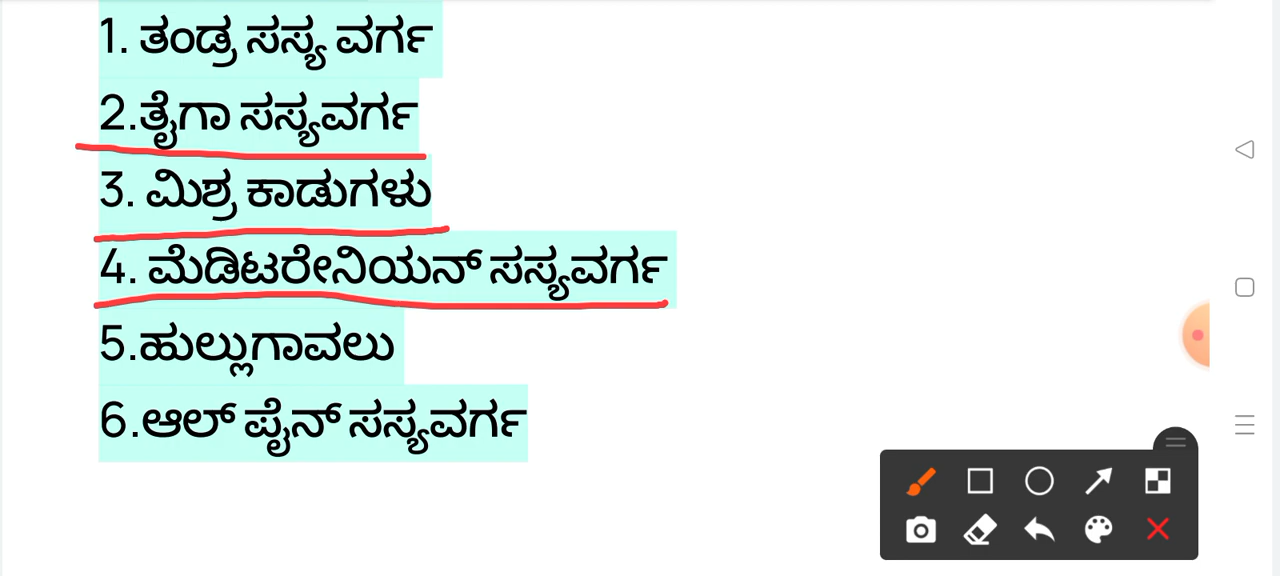 1. ತಂಡ್ರ ಸಸ್ಯ ವರ್ಗ
2.ತೈಗಾ ಸಸ್ಯವರ್ಗ
3. ಮಿಶ್ರ ಕಾಡುಗಳು
4. ಮೆಡಿಟರೇನಿಯನ್ ಸಸ್ಯವರ್ಗ
5.ಹುಲ್ಲುಗಾವಲು
6.ಆಲ್ ಪೈನ್ ಸಸ್ಯವರ್ಗ